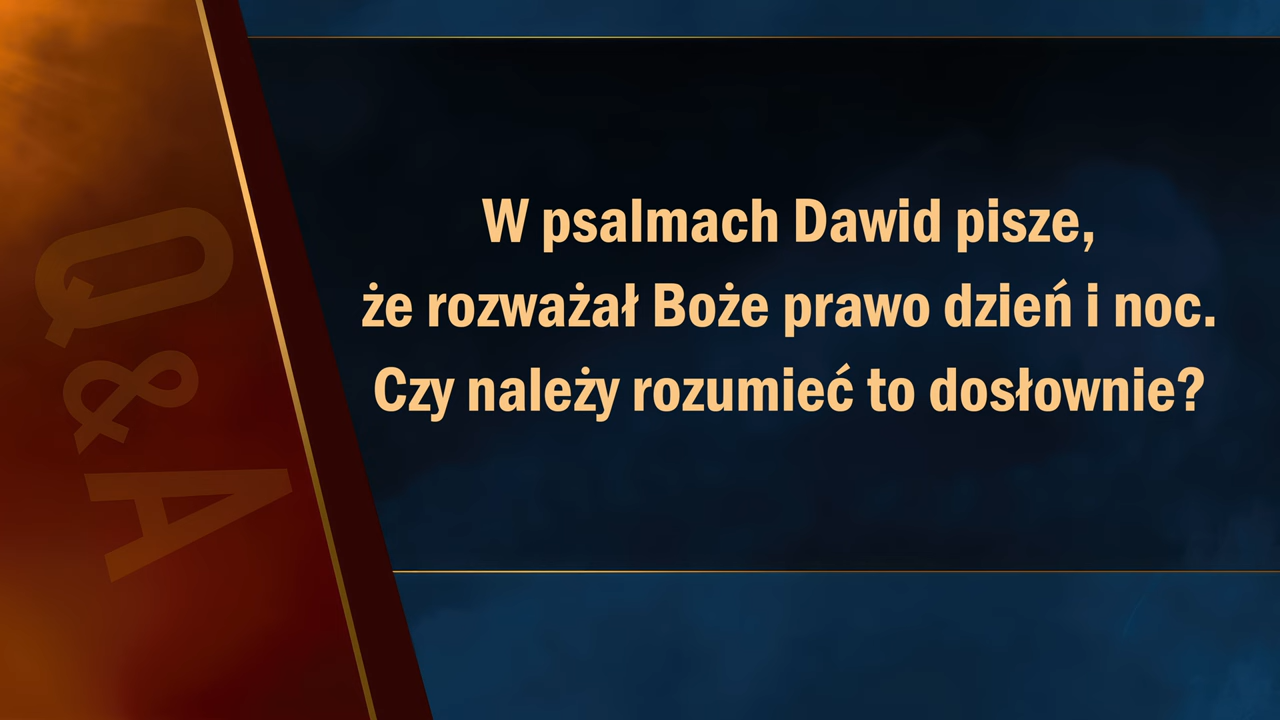 Q & A
W psalmach Dawid pisze,
że rozważał Boże prawo dzień i noc.
Czy należy rozumieć to dosłownie?